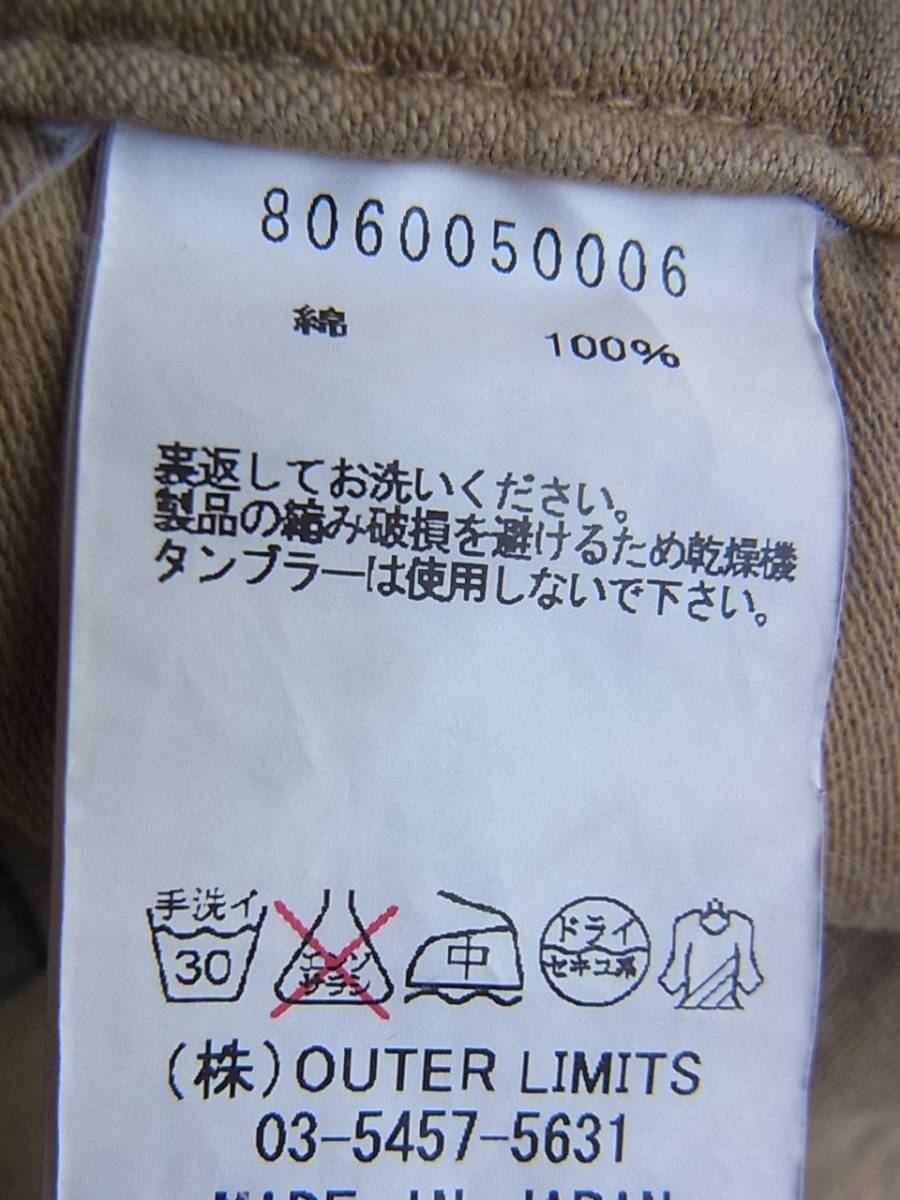 8060050006
綿 100%
裏返してお洗いください。
製品の縮み破損を避けるため乾燥機
タンブラーは使用しないで下さい。
手洗イ
30
エンソ
サラシ
中
ドライ
セキユ系
(株)OUTER LIMITS
03-5457-5631
MADE IN JAPAN